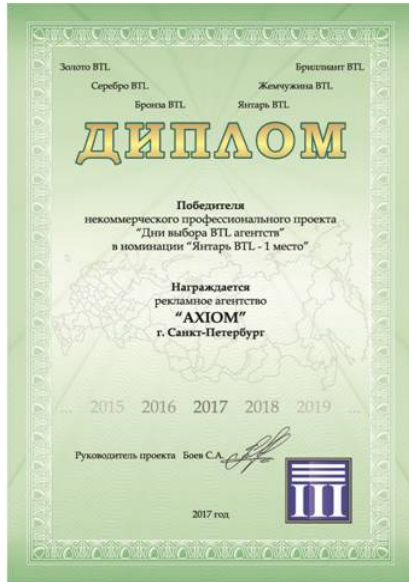 Золото BTL Бриллиант BTL
Серебро BTL Жемчужина BTL
Бронза BTL Янтарь BTL
ДИПЛОМ
Победителя
некоммерческого профессионального проекта
"Дни выбора BTL агентств"
в номинации "Янтарь BTL - 1 место"
Награждается
рекламное агентство
"AXIOM"
г. Санкт-Петербург
... 2015 2016 2017 2018 2019 ...
Руководитель проекта Боев С.А.
2017 год